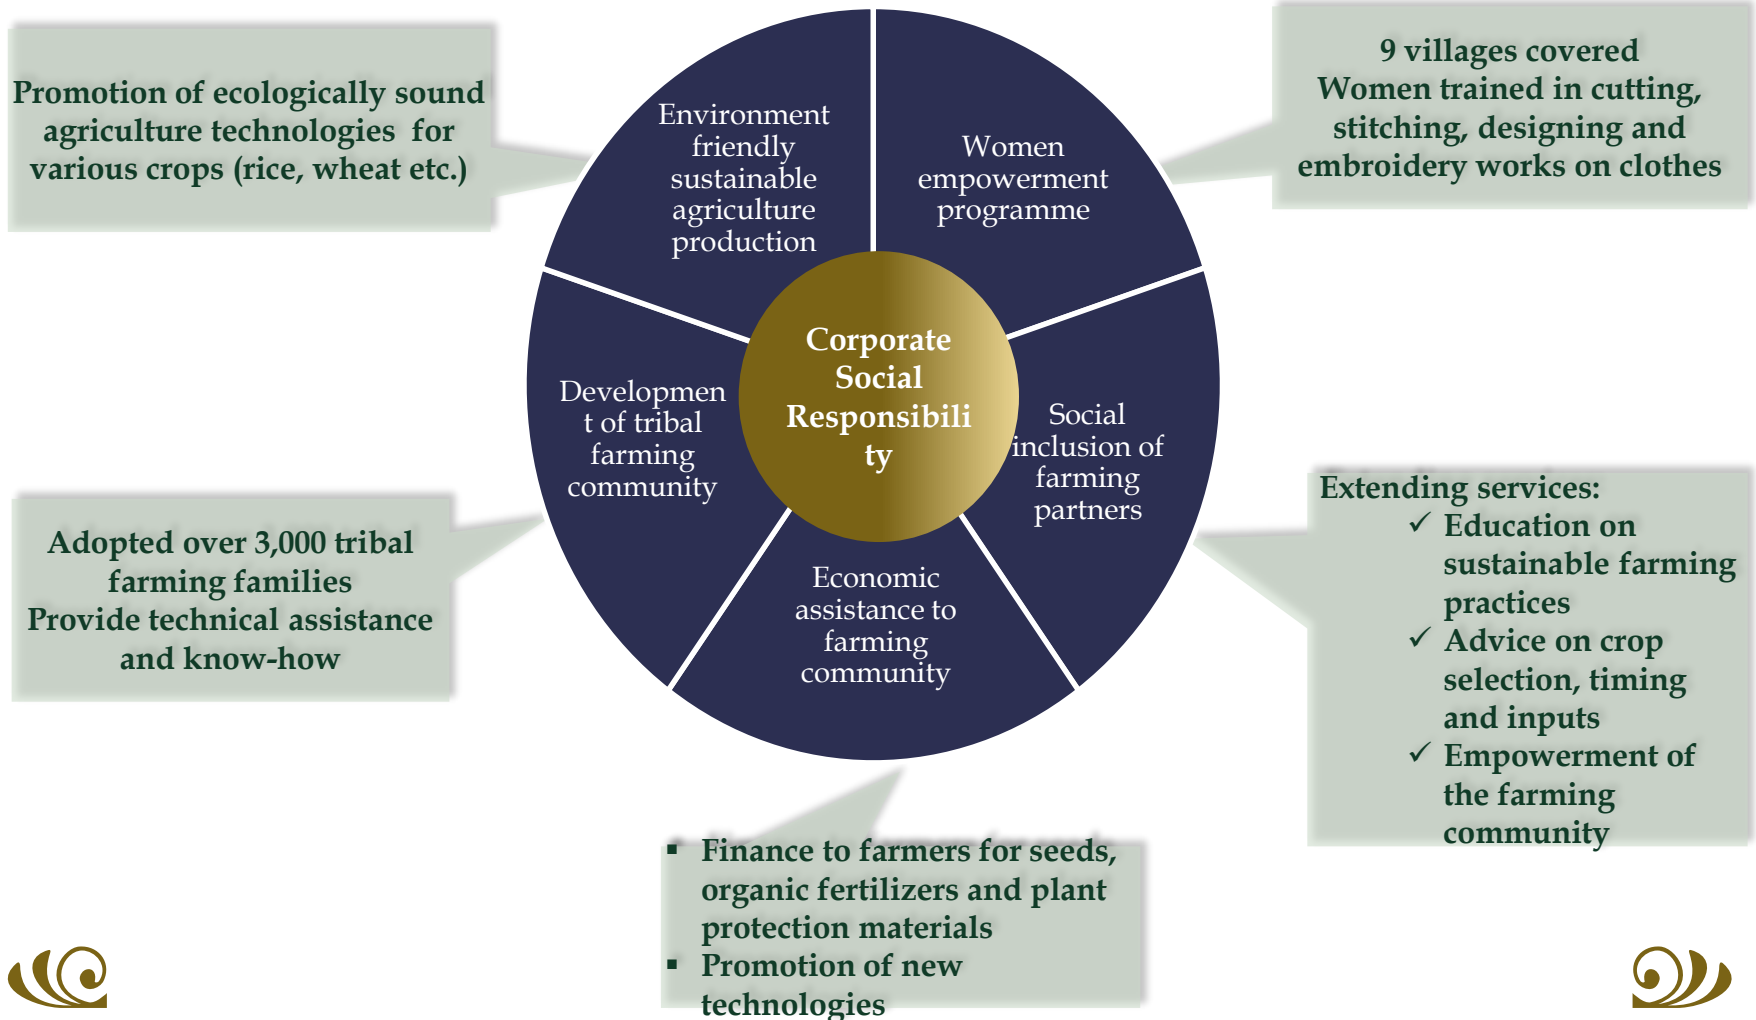 Promotion of ecologically sound
agriculture technologies for
various crops (rice, wheat etc.)
Environment
friendly
sustainable
agriculture
production
Women
empowerment
programme
9 villages covered
Women trained in cutting,
stitching, designing and
embroidery works on clothes
Corporate
Social
Responsibili
ty
Developmen
t of tribal
farming
community
Social
inclusion of
farming
partners
Adopted over 3,000 tribal
farming families
Provide technical assistance
and know-how
Economic
assistance to
farming
community
Extending services:
✓ Education on
sustainable farming
practices
✓ Advice on crop
selection, timing
and inputs
✓ Empowerment of
the farming
community
▪ Finance to farmers for seeds,
organic fertilizers and plant
protection materials
▪ Promotion of new
technologies